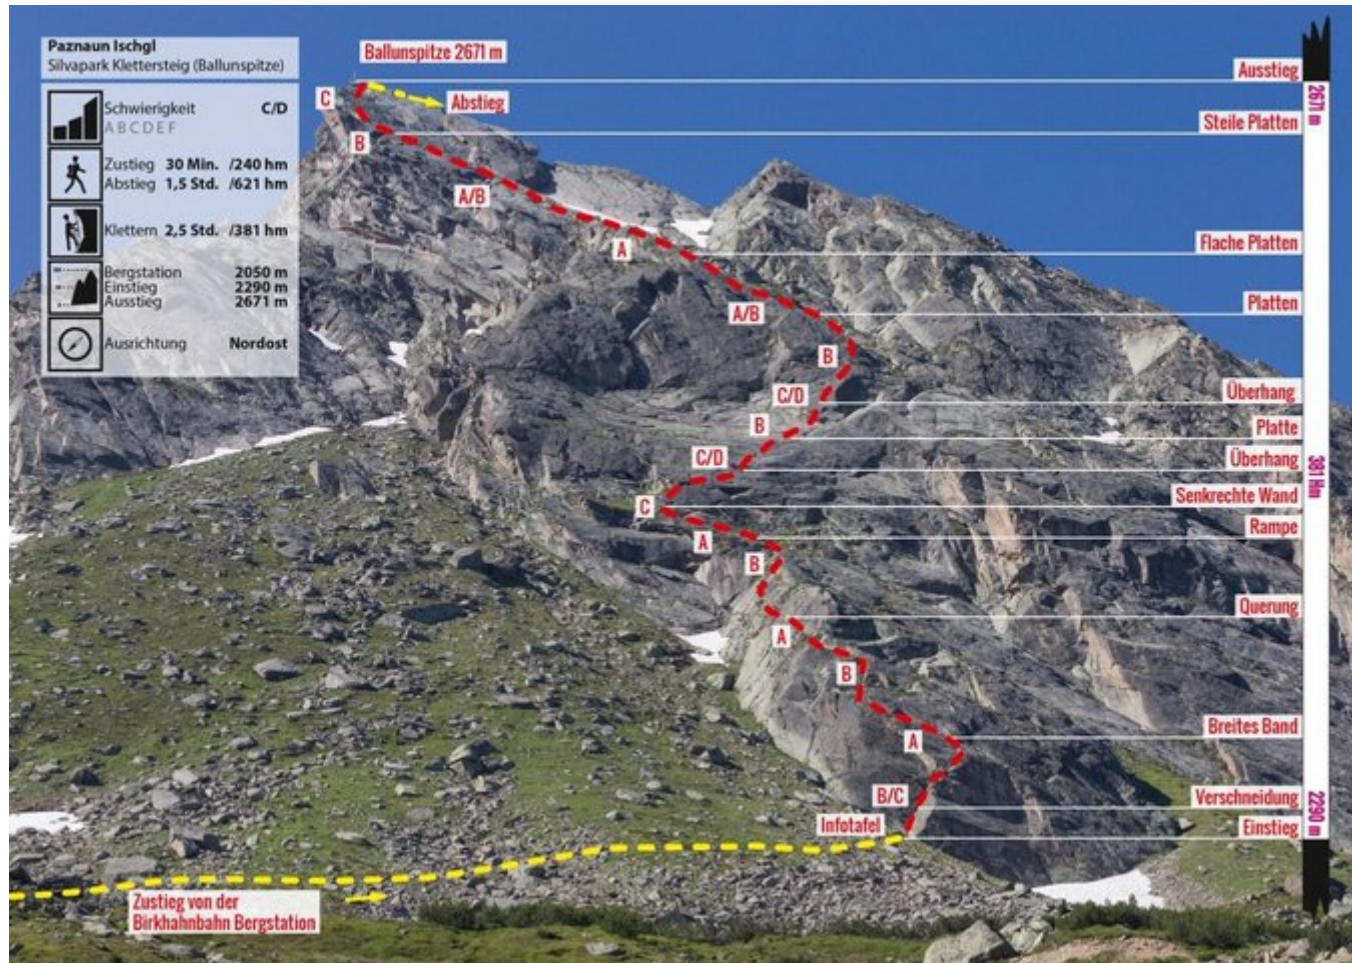 Paznaun Ischgl
Silvapark Klettersteig (Ballunspitze)
Schwierigkeit C/D
A B C D E F
Zustieg 30 Min. /240 hm
Abstieg 1,5 Std. /621 hm
Klettern 2,5 Std. /381 hm
Bergstation 2050 m
Einstieg 2290 m
Ausstieg 2671 m
Ausrichtung Nordost
Ballunspitze 2671 m
Ausstieg
2671 m
C
Abstieg
Steile Platten
B
A/B
A
Flache Platten
A/B
Platten
B
C/D
Überhang
B
Platte
C/D
Überhang
381 Hm
C
Senkrechte Wand
Rampe
A
B
Querung
A
B
Breites Band
A
B/C
Verschneidung
2290 m
Infotafel
Einstieg
Zustieg von der
Birkhahnbahn Bergstation